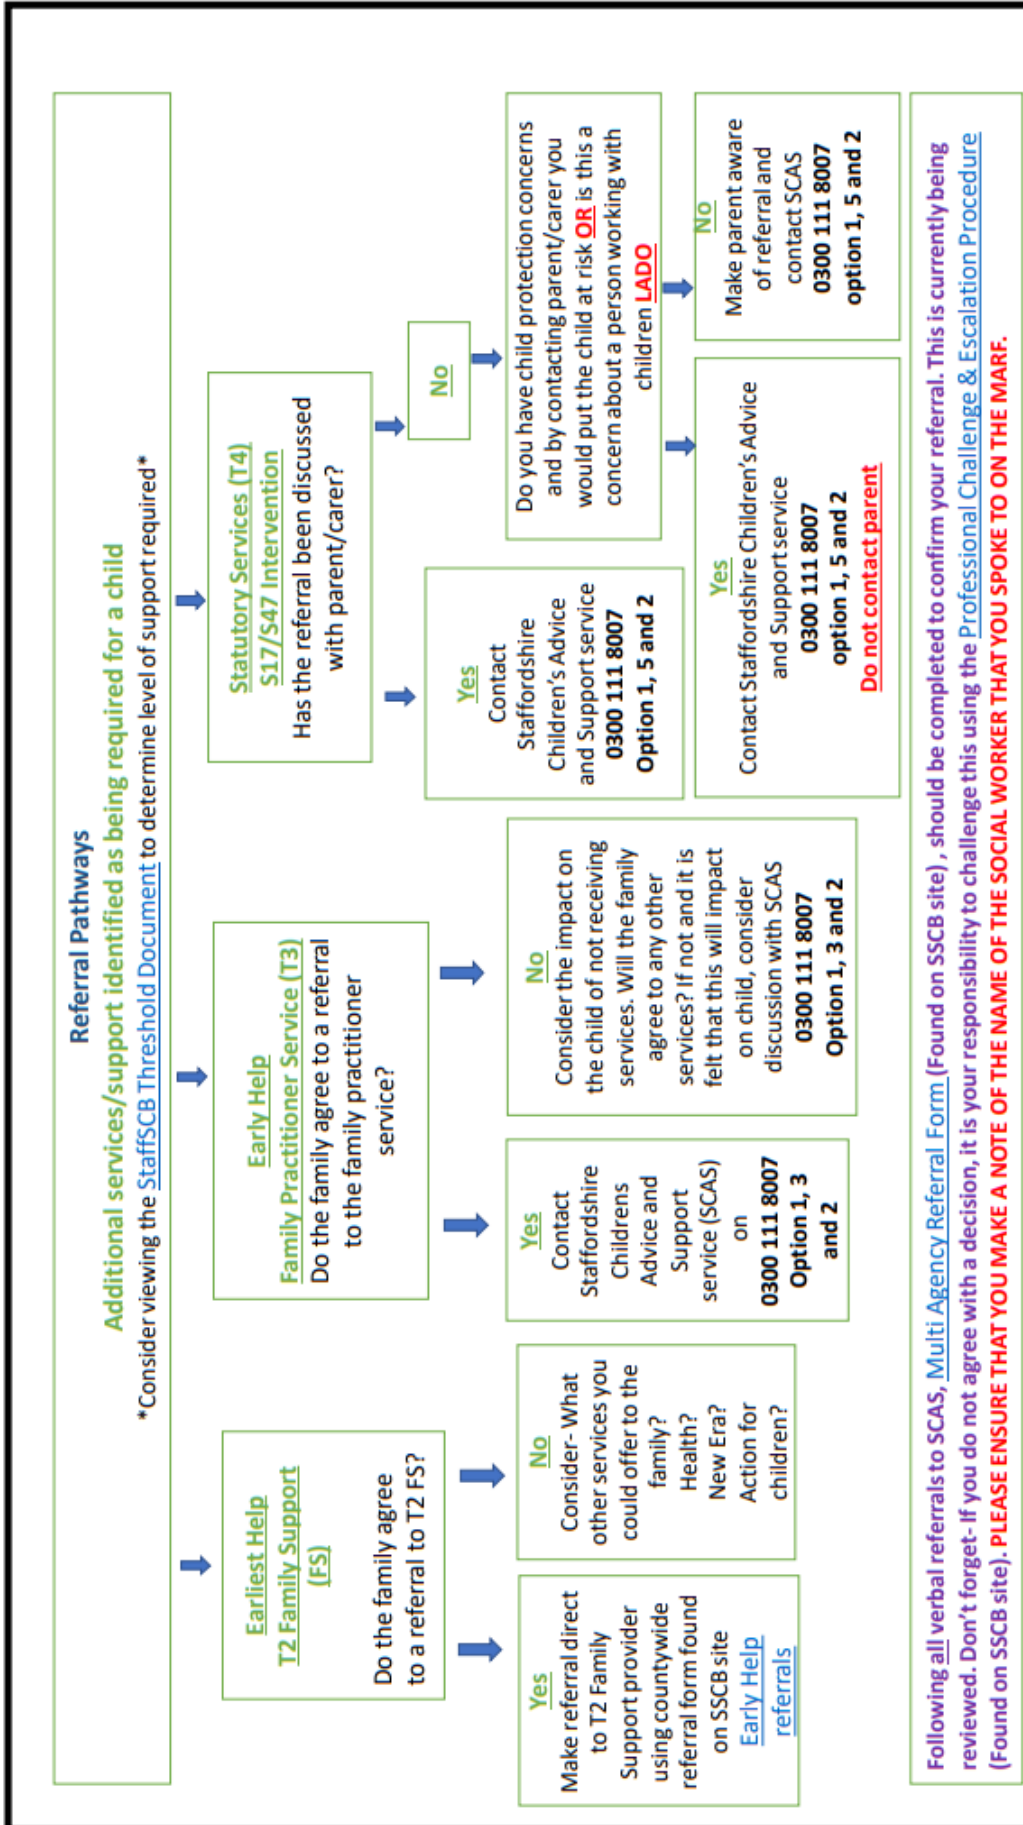 Referral Pathways
Additional services/support identified as being required for a child
*Consider viewing the StaffSCB Threshold Document to determine level of support required*
Earliest Help
T2 Family Support
(FS)
Do the family agree
to a referral to T2 FS?
Yes
Make referral direct
to T2 Family
Support provider
using countywide
referral form found
on SSCB site
Early Help
referrals
No
Consider- What
other services you
could offer to the
family?
Health?
New Era?
Action for
children?
Early Help
Family Practitioner Service (T3)
Do the family agree to a referral
to the family practitioner
service?
Yes
Contact
Staffordshire
Childrens
Advice and
Support
service (SCAS)
on
0300 111 8007
Option 1, 3
and 2
No
Consider the impact on
the child of not receiving
services. Will the family
agree to any other
services? If not and it is
felt that this will impact
on child, consider
discussion with SCAS
0300 111 8007
Option 1, 3 and 2
Statutory Services (T4)
S17/S47 Intervention
Has the referral been discussed
with parent/carer?
Yes
Contact
Staffordshire
Children's Advice
and Support service
0300 111 8007
Option 1, 5 and 2
No
Do you have child protection concerns
and by contacting parent/carer you
would put the child at risk OR is this a
concern about a person working with
children LADO
Yes
Contact Staffordshire Children's Advice
and Support service
0300 111 8007
option 1, 5 and 2
Do not contact parent
No
Make parent aware
of referral and
contact SCAS
0300 111 8007
option 1, 5 and 2
Following all verbal referrals to SCAS, Multi Agency Referral Form (Found on SSCB site) , should be completed to confirm your referral. This is currently being
reviewed. Don't forget- If you do not agree with a decision, it is your responsibility to challenge this using the Professional Challenge & Escalation Procedure
(Found on SSCB site). PLEASE ENSURE THAT YOU MAKE A NOTE OF THE NAME OF THE SOCIAL WORKER THAT YOU SPOKE TO ON THE MARF.